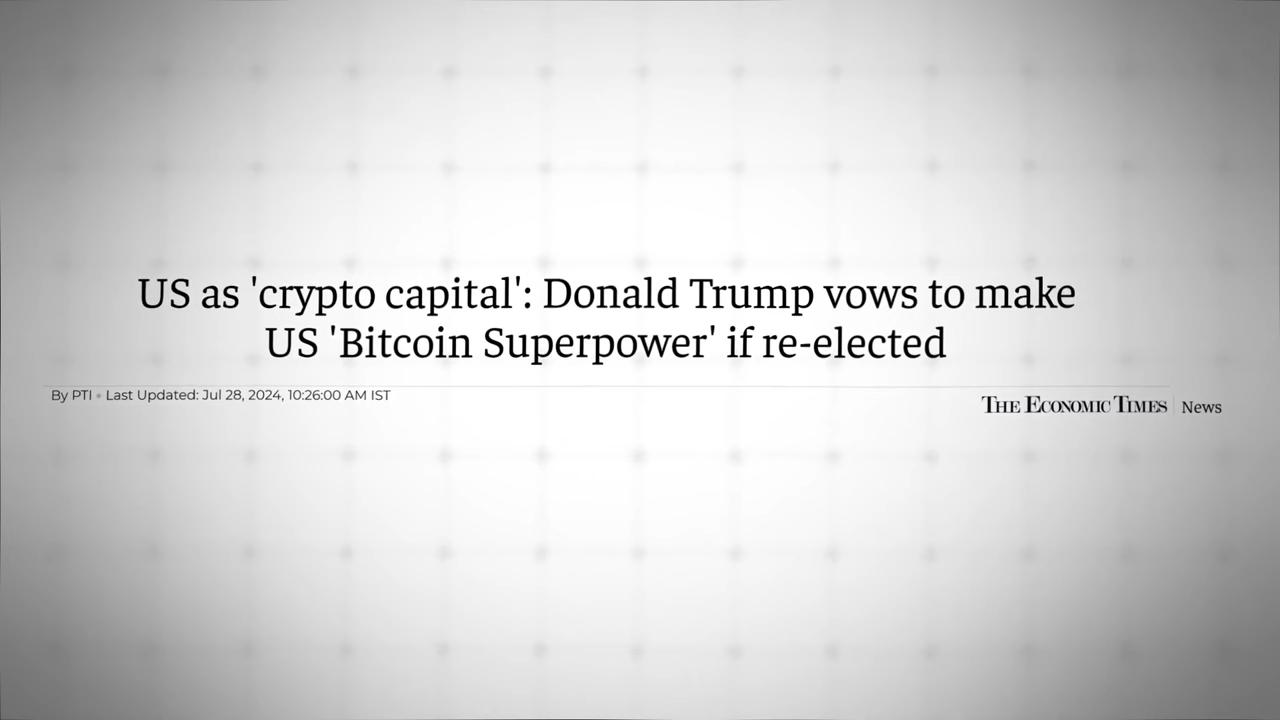 US as 'crypto capital': Donald Trump vows to make
US 'Bitcoin Superpower' if re-elected
By PTI • Last Updated: Jul 28, 2024, 10:26:00 AM IST
THE ECONOMIC TIMES | News